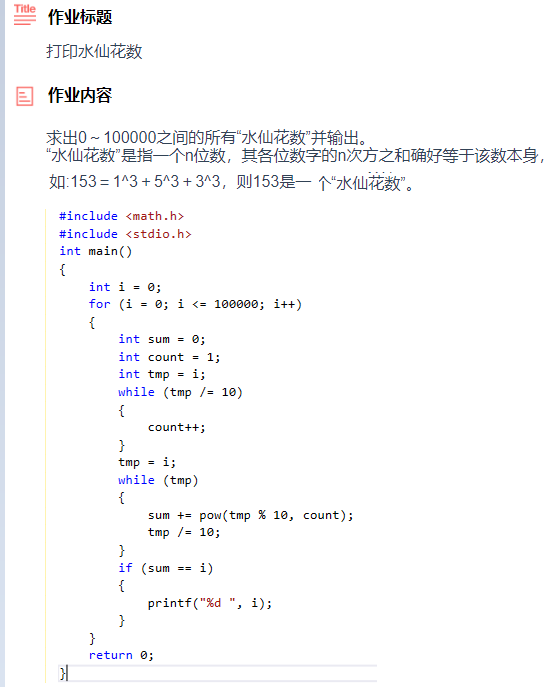 Title 作业标题
打印水仙花数
作业内容
求出0～100000之间的所有“水仙花数”并输出。
“水仙花数”是指一个n位数，其各位数字的n次方之和确好等于该数本身，
如:153＝1^3＋5^3＋3^3，则153是一 个“水仙花数”。
#include <math.h>
#include <stdio.h>
int main()
{
    int i = 0;
    for (i = 0; i <= 100000; i++)
    {
        int sum = 0;
        int count = 1;
        int tmp = i;
        while (tmp /= 10)
        {
            count++;
        }
        tmp = i;
        while (tmp)
        {
            sum += pow(tmp % 10, count);
            tmp /= 10;
        }
        if (sum == i)
        {
            printf("%d ", i);
        }
    }
    return 0;
}